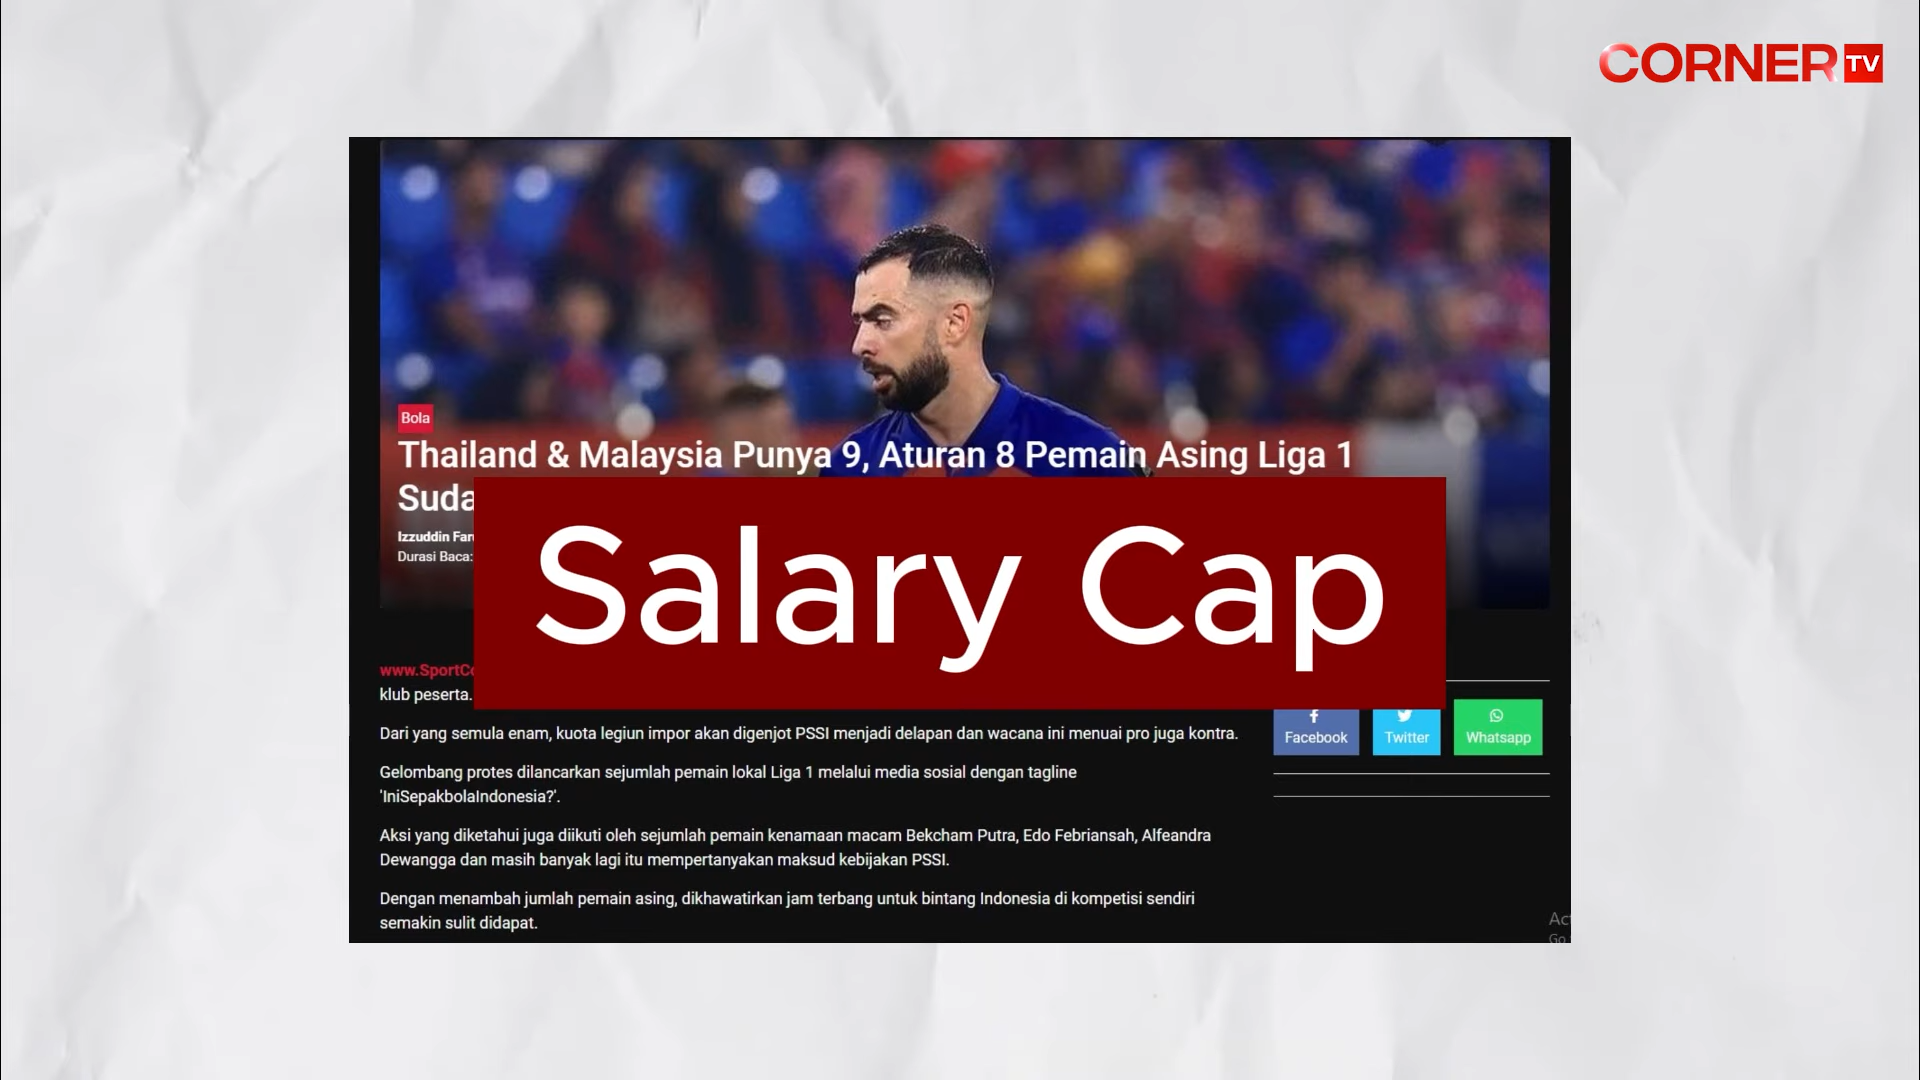 CORNER TV
Bola
Thailand & Malaysia Punya 9, Aturan 8 Pemain Asing Liga 1
Salary Cap
Izzuddin
Durasi Baca:
klub peserta.
Facebook
Twitter
Whatsapp
Dari yang semula enam, kuota legiun impor akan digenjot PSSI menjadi delapan dan wacana ini menuai pro juga kontra.
Gelombang protes dilancarkan sejumlah pemain lokal Liga 1 melalui media sosial dengan tagline
'IniSepakbolaIndonesia?'.
Aksi yang diketahui juga diikuti oleh sejumlah pemain kenamaan macam Bekcham Putra, Edo Febriansah, Alfeandra
Dewangga dan masih banyak lagi itu mempertanyakan maksud kebijakan PSSI.
Dengan menambah jumlah pemain asing, dikhawatirkan jam terbang untuk bintang Indonesia di kompetisi sendiri
semakin sulit didapat.